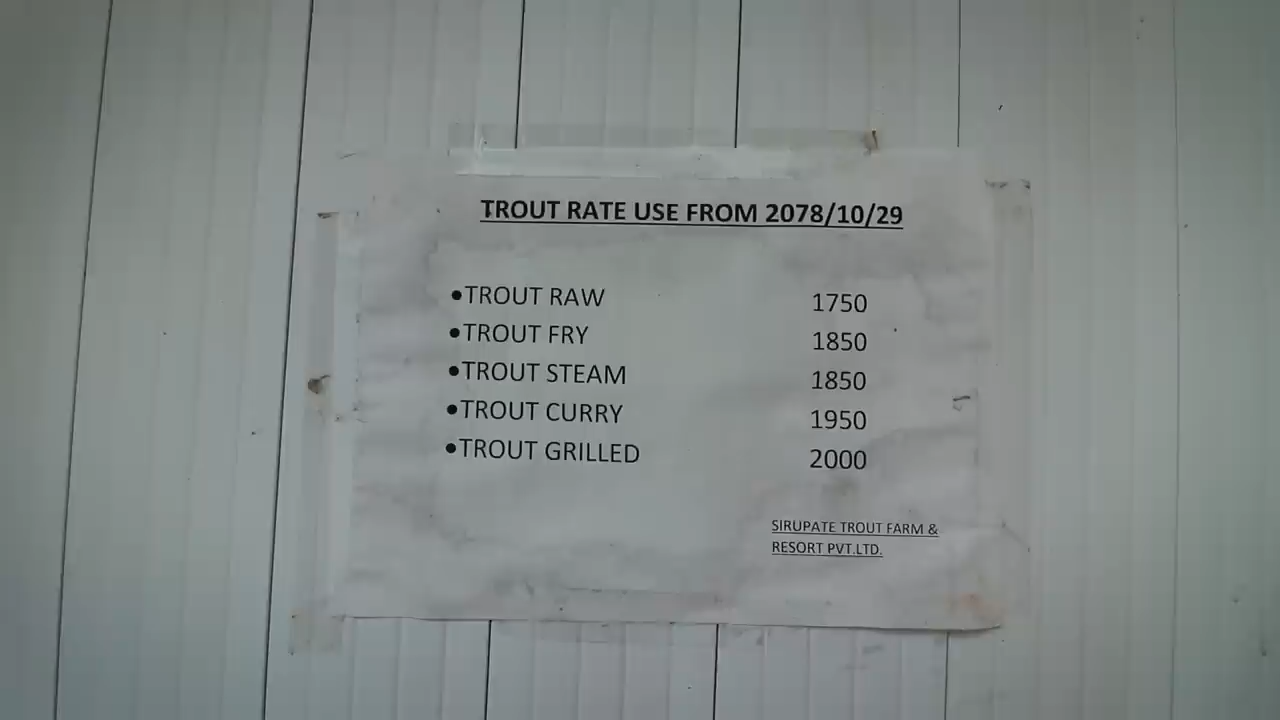 TROUT RATE USE FROM 2078/10/29
•TROUT RAW 1750
•TROUT FRY 1850
•TROUT STEAM 1850
•TROUT CURRY 1950
•TROUT GRILLED 2000
SIRUPATE TROUT FARM &
RESORT PVT.LTD.